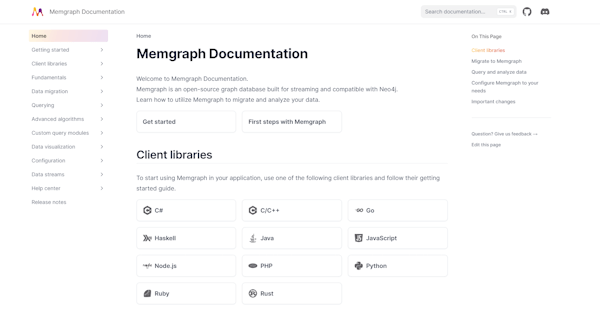 Memgraph Documentation
Search documentation...
CTRL K
Home
Getting started
Client libraries
Fundamentals
Data migration
Querying
Advanced algorithms
Custom query modules
Data visualization
Configuration
Data streams
Help center
Release notes
Home
Memgraph Documentation
Welcome to Memgraph Documentation.
Memgraph is an open-source graph database built for streaming and compatible with Neo4j.
Learn how to utilize Memgraph to migrate and analyze your data.
Get started
First steps with Memgraph
Client libraries
To start using Memgraph in your application, use one of the following client libraries and follow their getting
started guide.
C#
C/C++
Go
Haskell
Java
JavaScript
Node.js
PHP
Python
Ruby
Rust
On This Page
Client libraries
Migrate to Memgraph
Query and analyze data
Configure Memgraph to your
needs
Important changes
Question? Give us feedback →
Edit this page